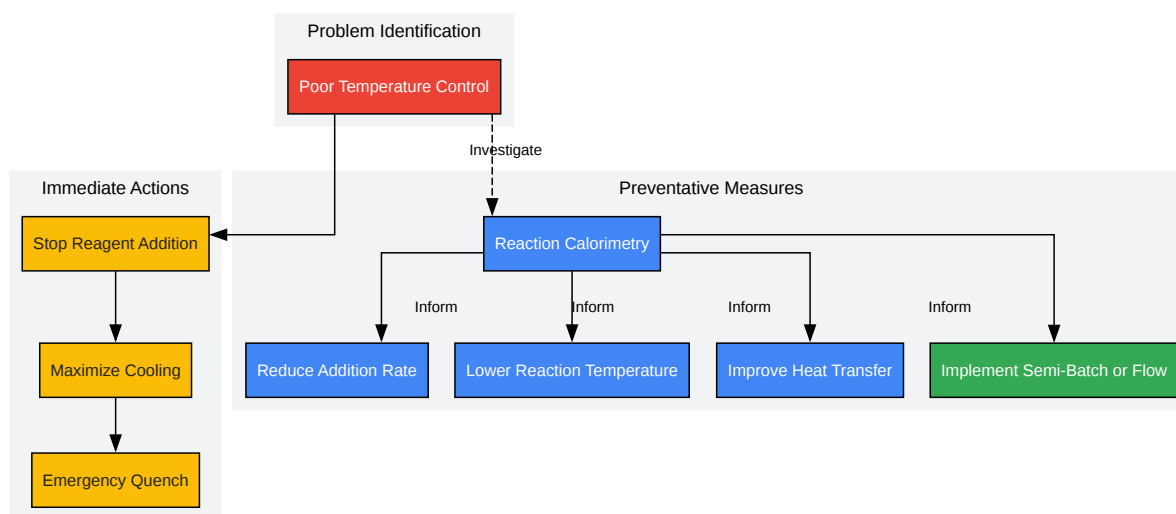 Problem Identification
Poor Temperature Control
Investigate
Immediate Actions
Preventative Measures
Stop Reagent Addition
Reaction Calorimetry
Inform
Inform
Inform
Inform
Maximize Cooling
Reduce Addition Rate
Lower Reaction Temperature
Improve Heat Transfer
Implement Semi-Batch or Flow
Emergency Quench